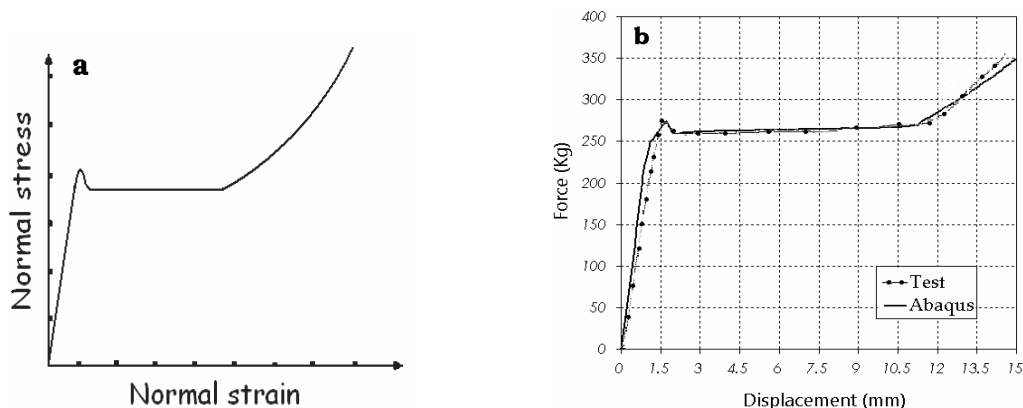 a
Normal stress
Normal strain
b
Force (Kg)
400
350
300
250
200
150
100
50
0
0 1.5 3 4.5 6 7.5 9 10.5 12 13.5 15
Displacement (mm)
Test
Abaqus